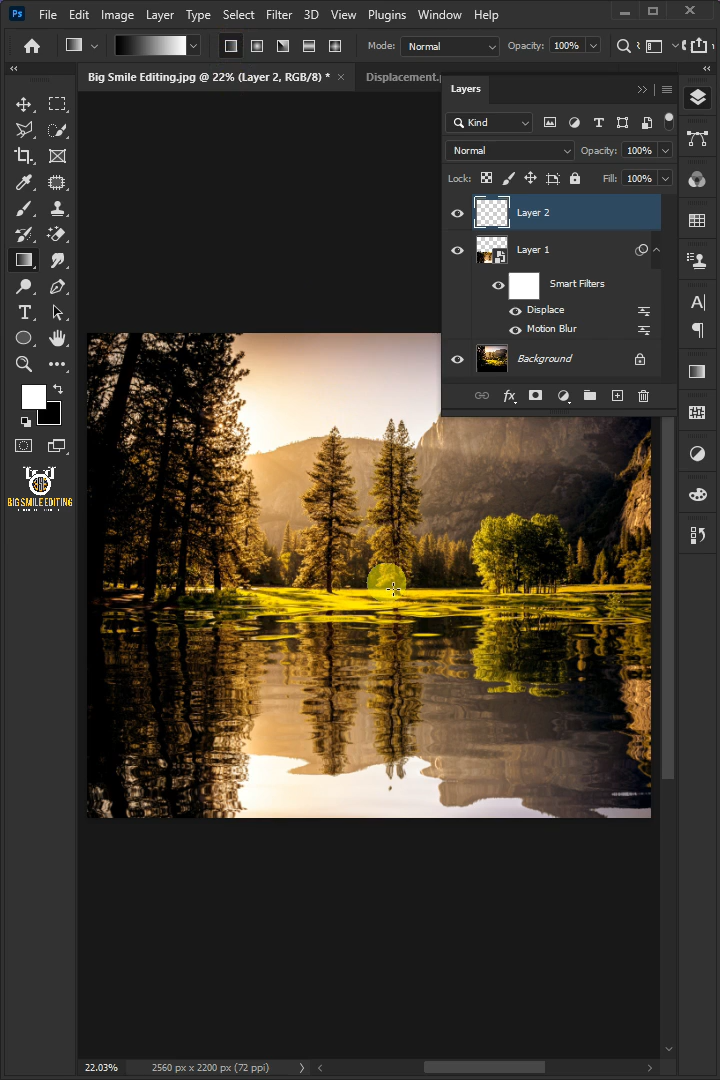 Ps File Edit Image Layer Type Select Filter 3D View Plugins Window Help
Mode: Normal Opacity: 100%
Big Smile Editing.jpg @ 22% (Layer 2, RGB/8) * Displacement.
Layers
Kind
Normal Opacity: 100%
Lock: Fill: 100%
Layer 2
Layer 1
Smart Filters
Displace
Motion Blur
Background
fx
BIG SMILE EDITING
22.03% 2560 px x 2200 px (72 ppi)